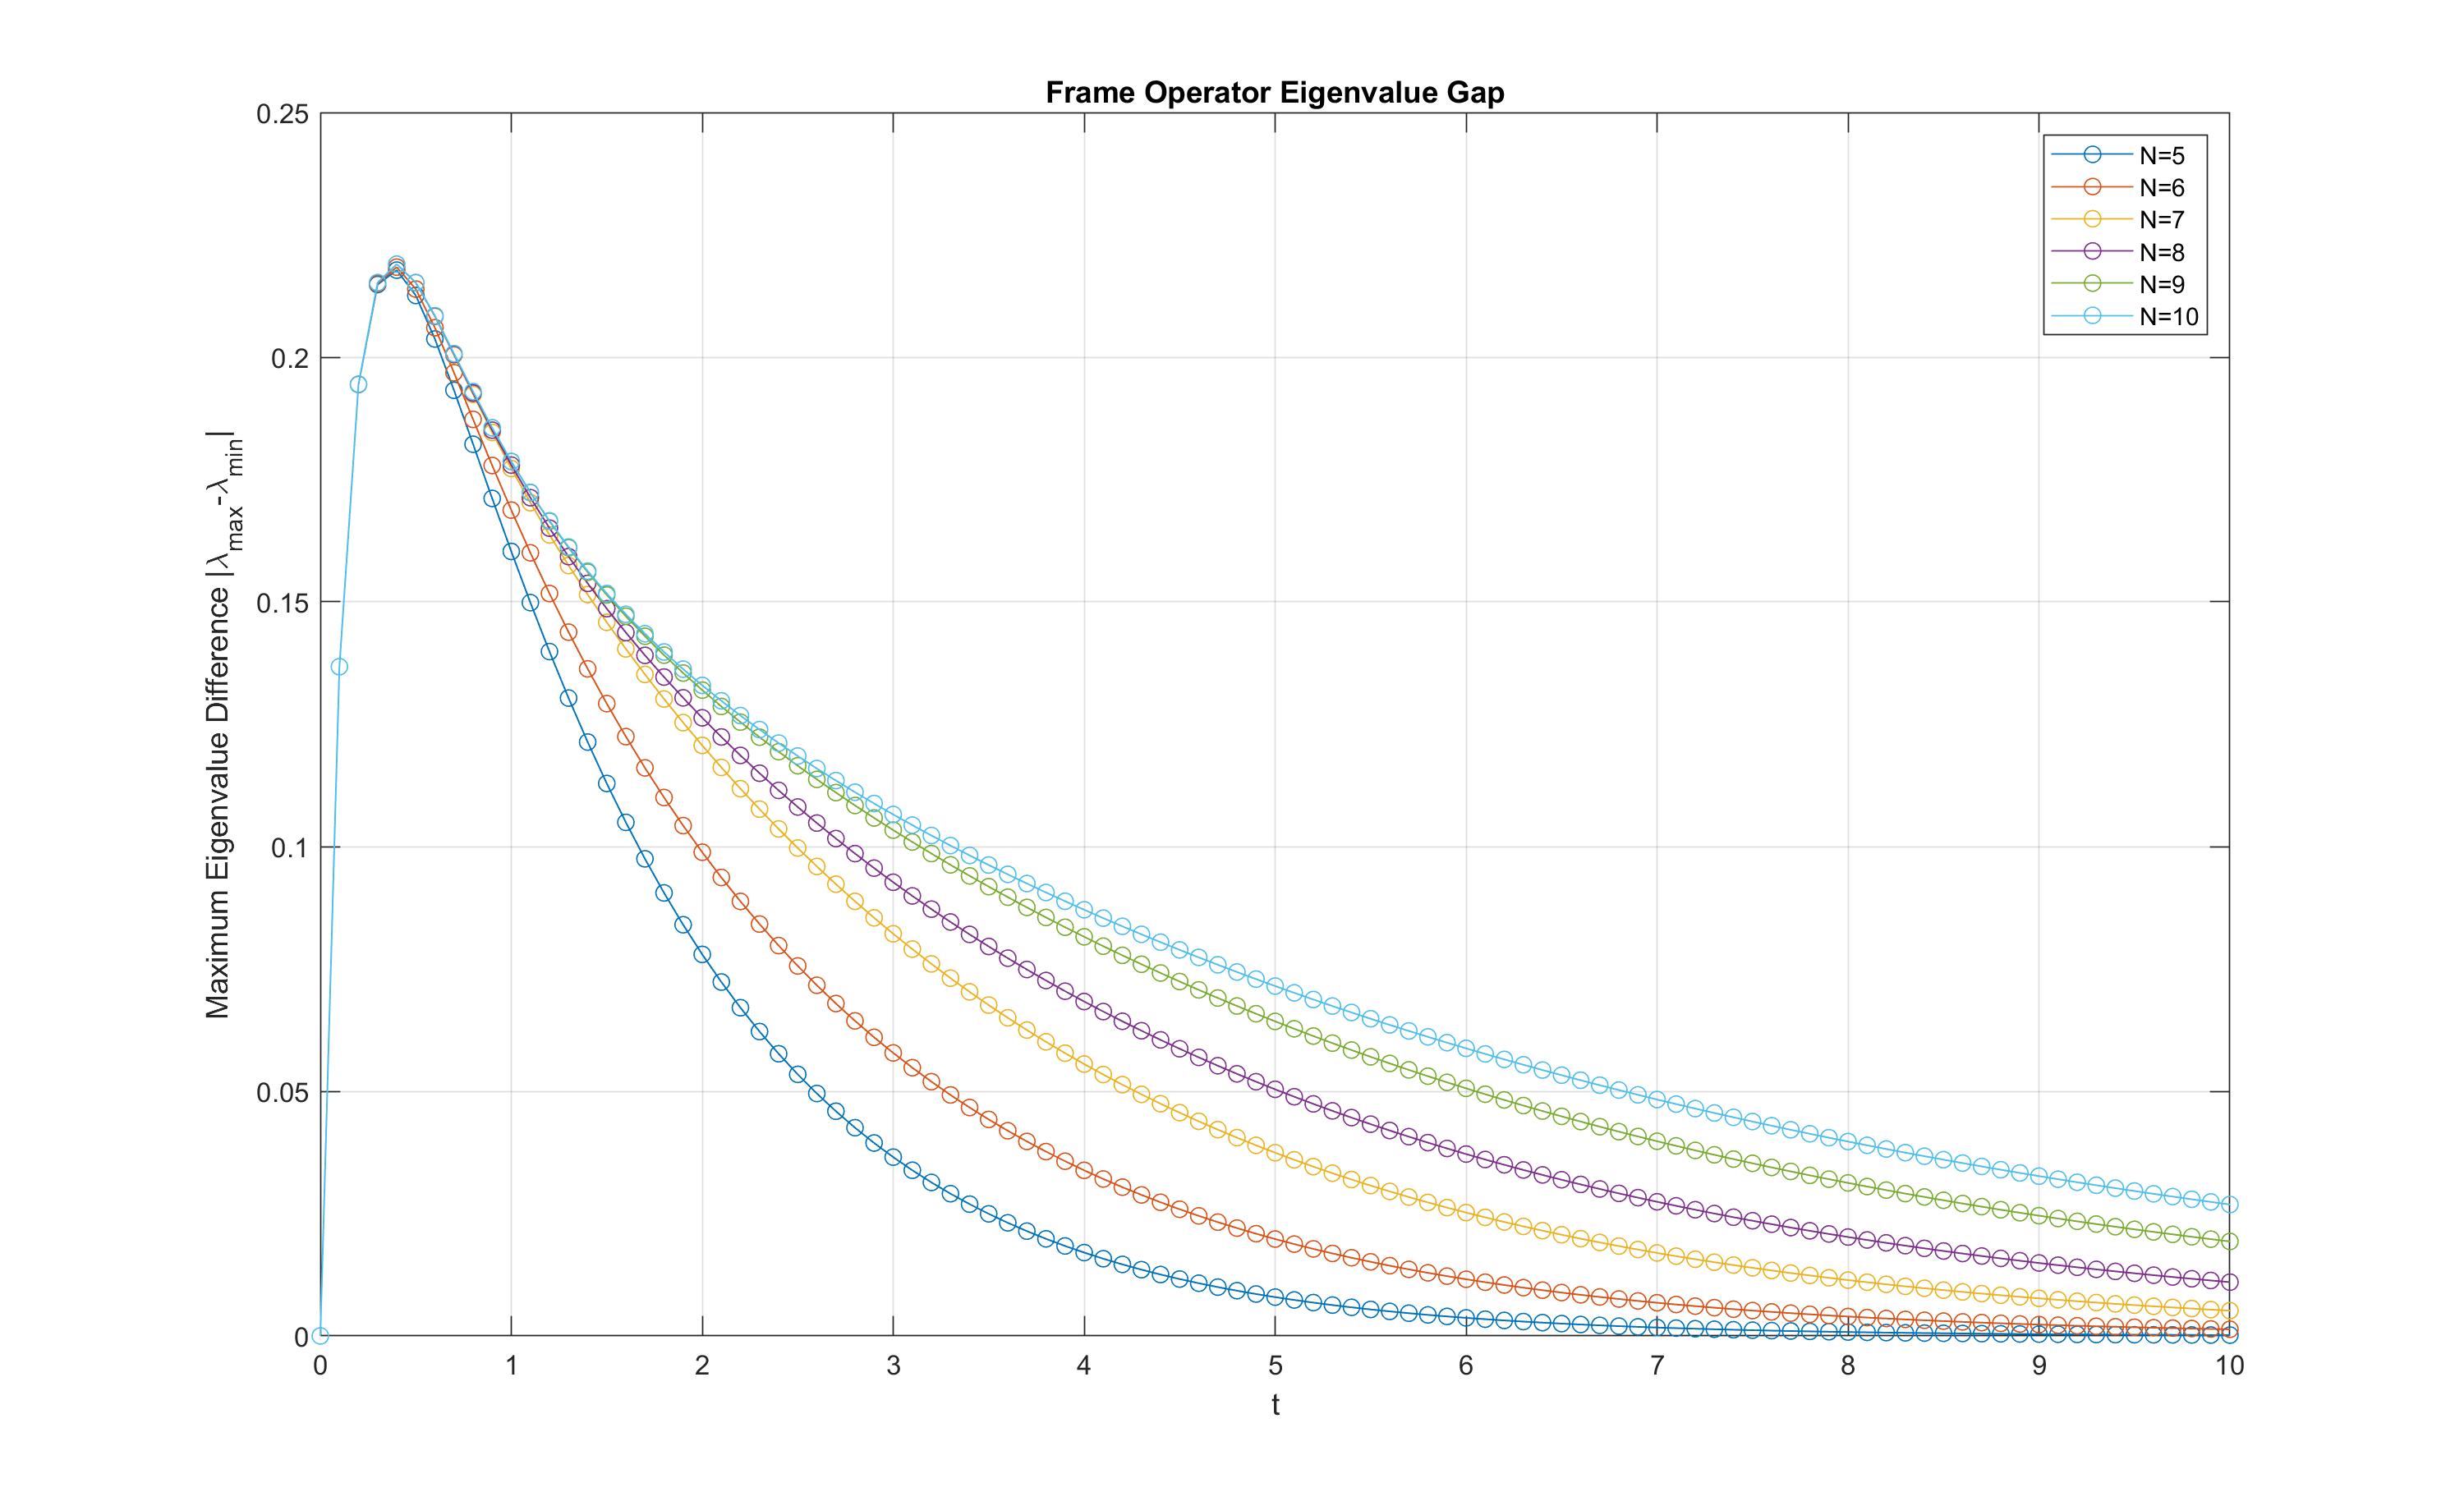 Frame Operator Eigenvalue Gap
0.25
0.2
0.15
0.1
0.05
0
Maximum Eigenvalue Difference |λmax-λmin|
N=5
N=6
N=7
N=8
N=9
N=10
0 1 2 3 4 5 6 7 8 9 10
t